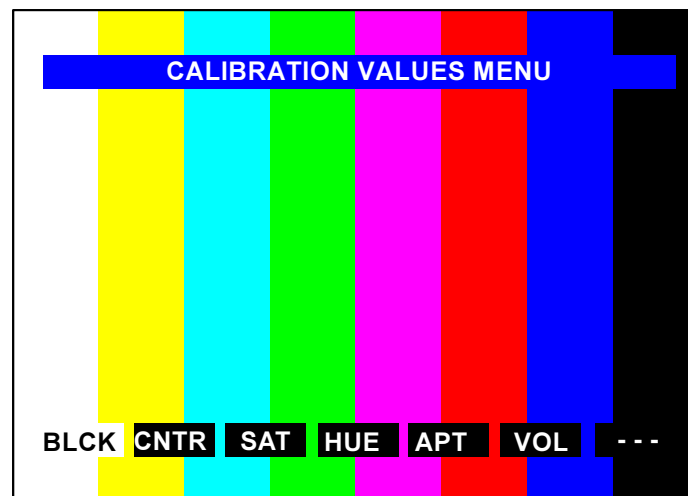 CALIBRATION VALUES MENU
BLCK CNTR SAT HUE APT VOL ---